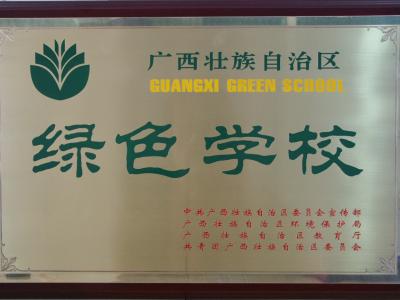 广西壮族自治区
GUANGXI GREEN SCHOOL
绿色学校
中共广西壮族自治区委员会宣传部
广西壮族自治区环境保护局
广西壮族自治区教育厅
共青团广西壮族自治区委员会